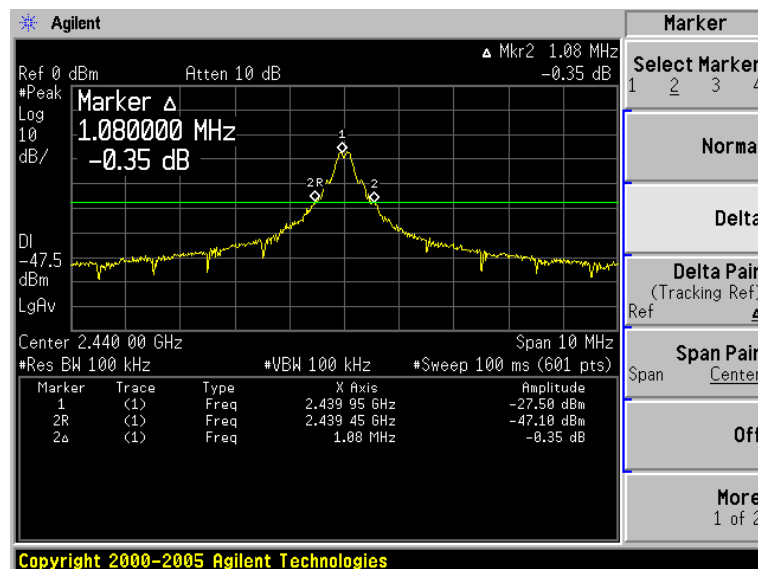 Agilent
Marker
Δ Mkr2 1.08 MHz
Ref 0 dBm Atten 10 dB -0.35 dB
#Peak
Log
10
dB/
Marker Δ
1.080000 MHz
-0.35 dB
1
2R
2
DI
-47.5
dBm
LgAv
Center 2.440 00 GHz Span 10 MHz
#Res BW 100 kHz #VBW 100 kHz #Sweep 100 ms (601 pts)
Marker Trace Type X Axis Amplitude
1 (1) Freq 2.439 95 GHz -27.50 dBm
2R (1) Freq 2.439 45 GHz -47.10 dBm
2Δ (1) Freq 1.08 MHz -0.35 dB
Select Marker
1 2 3 4
Norma
Delta
Delta Pair
(Tracking Ref)
Ref Δ
Span Pair
Span Center
Off
More
1 of 2
Copyright 2000-2005 Agilent Technologies